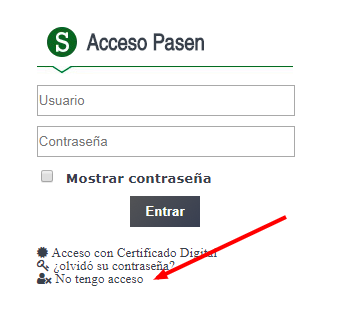 S Acceso Pasen
Usuario
Contraseña
Mostrar contraseña
Entrar
Acceso con Certificado Digital
¿olvidó su contraseña?
No tengo acceso